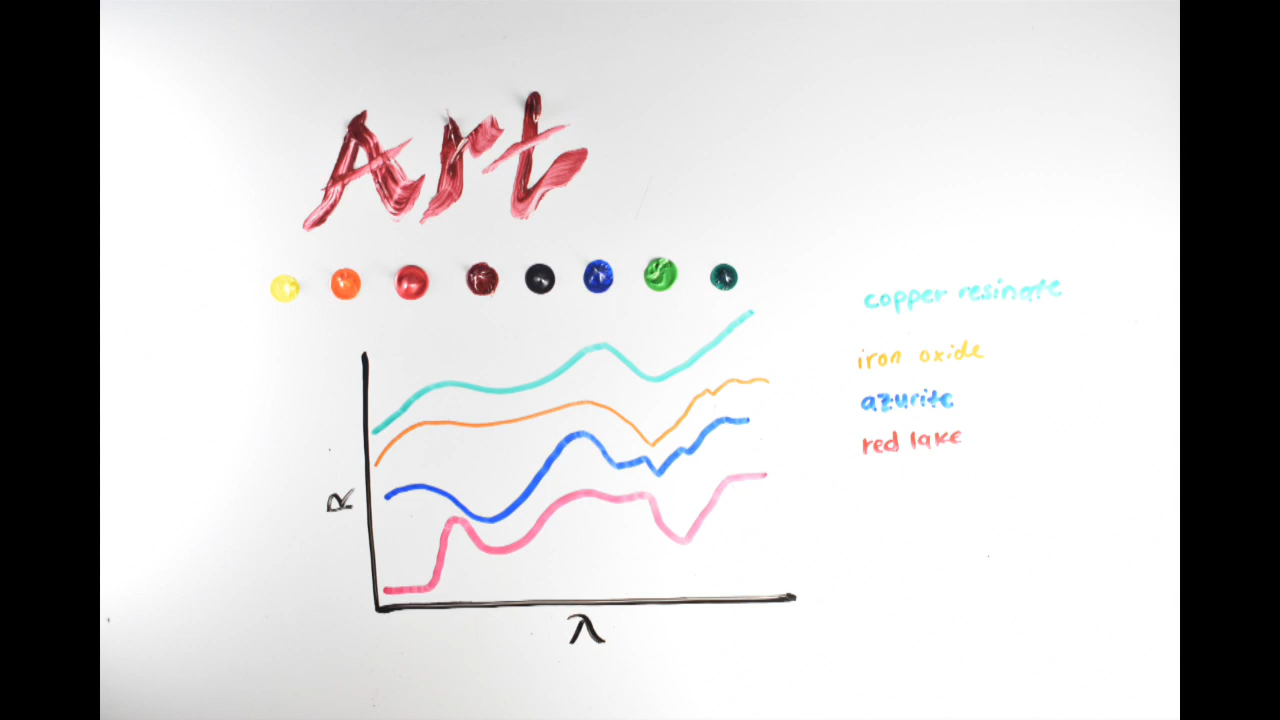 Art
copper resinate
iron oxide
azurite
red lake
R
λ